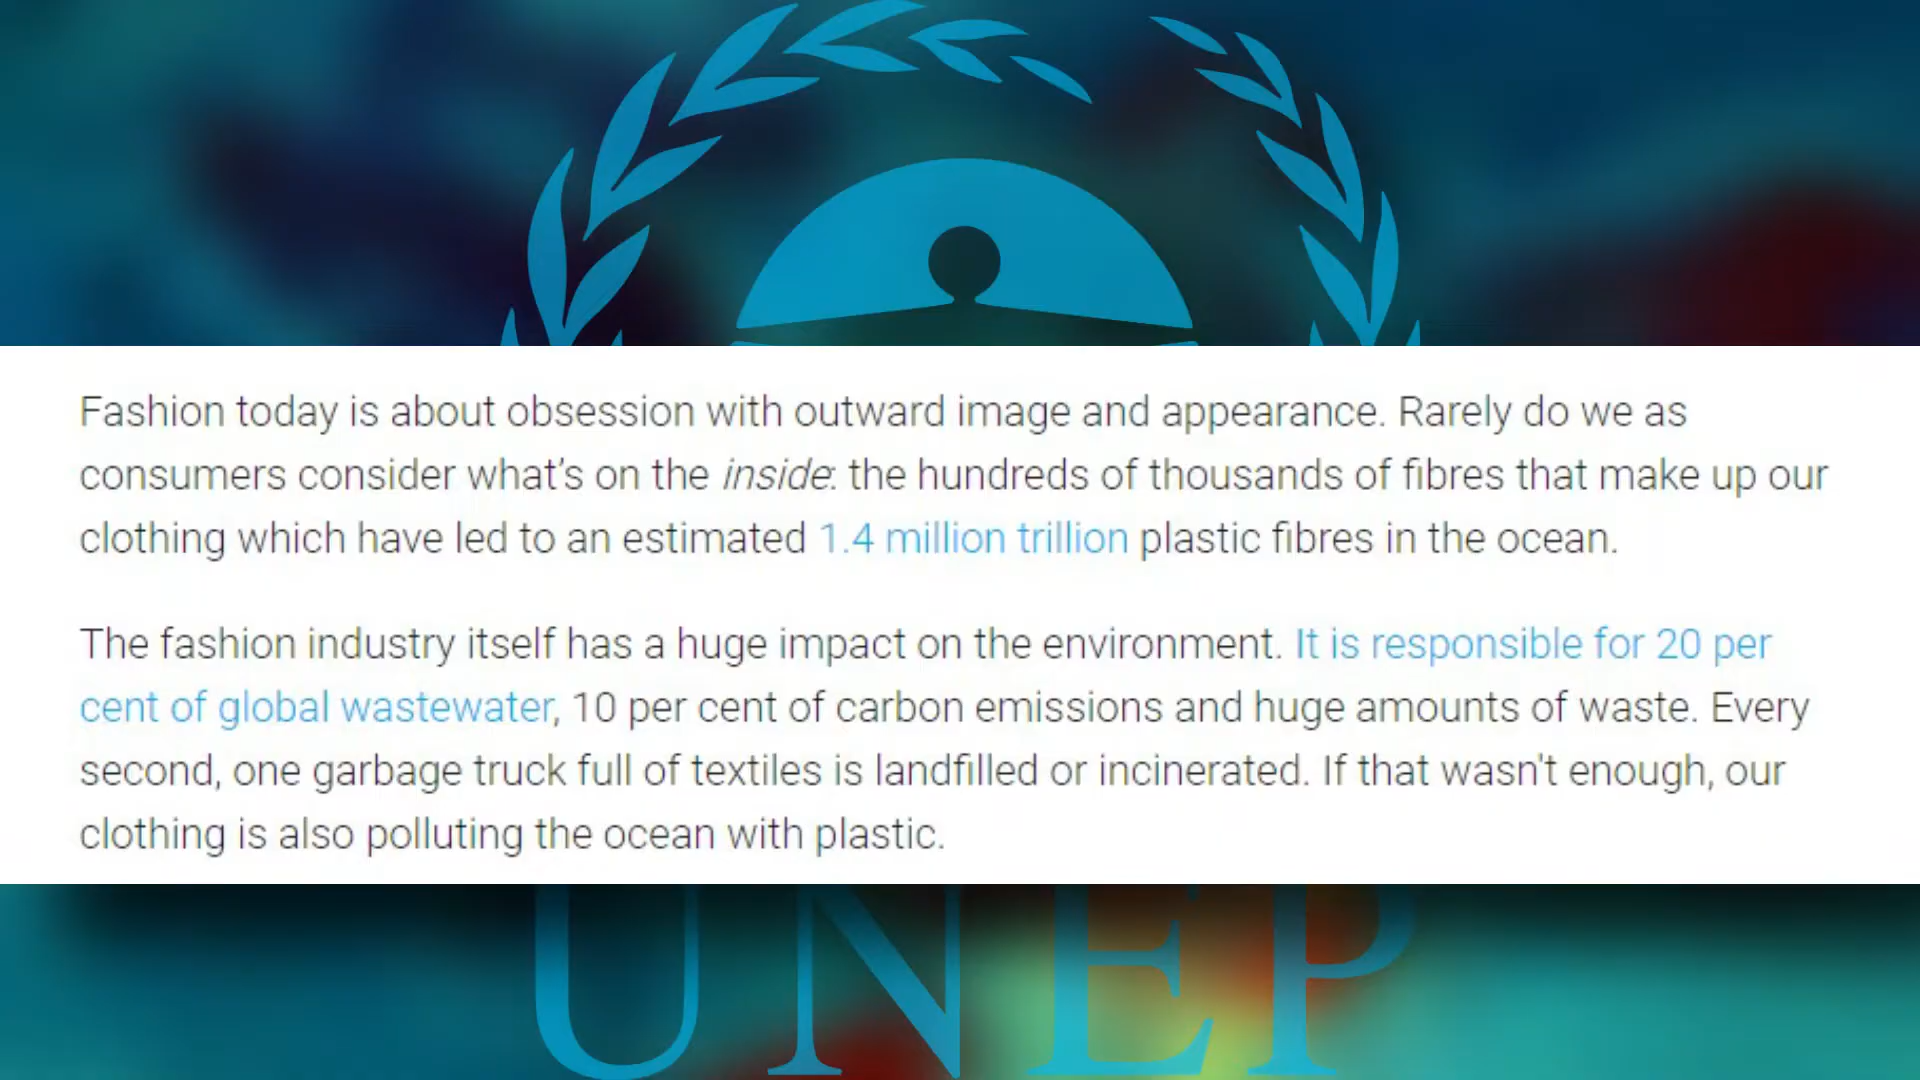 Fashion today is about obsession with outward image and appearance. Rarely do we as
consumers consider what's on the inside: the hundreds of thousands of fibres that make up our
clothing which have led to an estimated 1.4 million trillion plastic fibres in the ocean.
The fashion industry itself has a huge impact on the environment. It is responsible for 20 per
cent of global wastewater, 10 per cent of carbon emissions and huge amounts of waste. Every
second, one garbage truck full of textiles is landfilled or incinerated. If that wasn't enough, our
clothing is also polluting the ocean with plastic.
UNEP